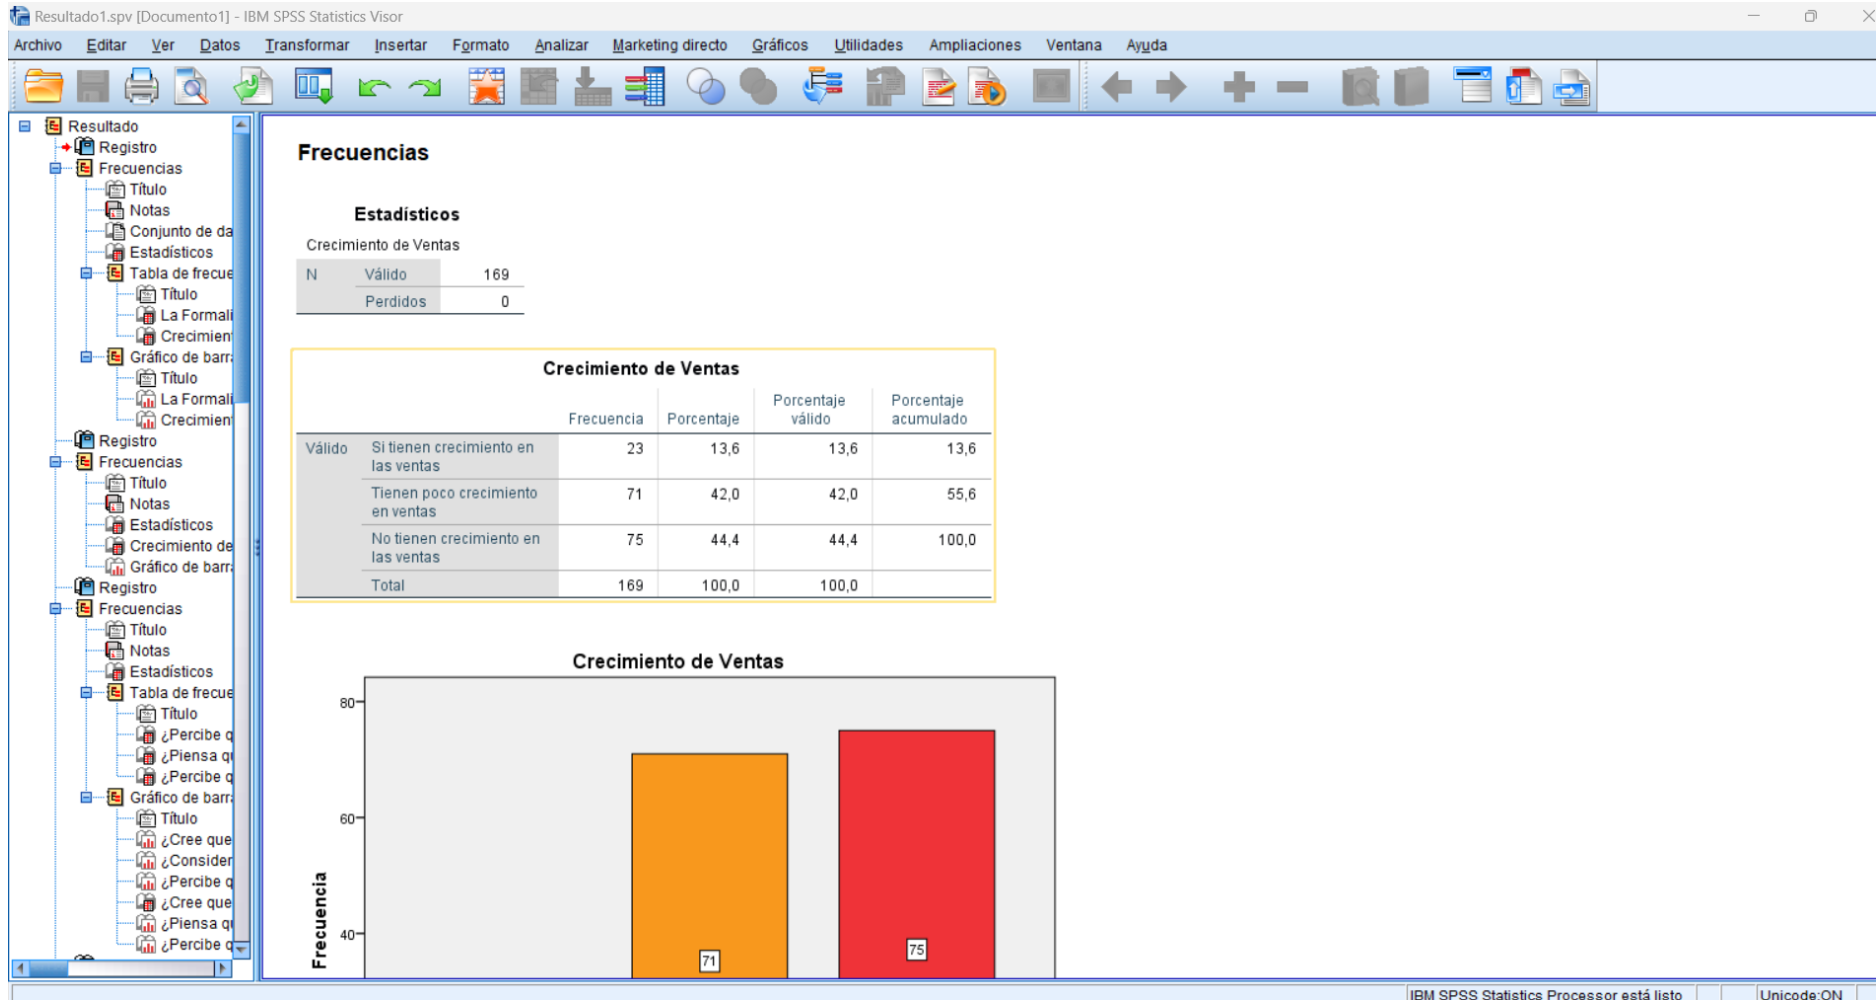 Resultado1.spv [Documento1] - IBM SPSS Statistics Visor
Archivo Editar Ver Datos Transformar Insertar Formato Analizar Marketing directo Gráficos Utilidades Ampliaciones Ventana Ayuda
Resultado
Registro
Frecuencias
Título
Notas
Conjunto de da
Estadísticos
Tabla de frecue
Título
La Formali
Crecimien
Gráfico de barr
Título
La Formali
Crecimien
Registro
Frecuencias
Título
Notas
Estadísticos
Crecimiento de
Gráfico de barr
Registro
Frecuencias
Título
Notas
Estadísticos
Tabla de frecue
Título
¿Percibe q
¿Piensa qu
¿Percibe q
Gráfico de barr
Título
¿Cree que
¿Consider
¿Percibe q
¿Cree que
¿Piensa qu
¿Percibe q
Frecuencias
Estadísticos
Crecimiento de Ventas
N Válido 169
Perdidos 0
Crecimiento de Ventas
Frecuencia Porcentaje Porcentaje válido Porcentaje acumulado
Válido Si tienen crecimiento en las ventas 23 13,6 13,6 13,6
Tienen poco crecimiento en ventas 71 42,0 42,0 55,6
No tienen crecimiento en las ventas 75 44,4 44,4 100,0
Total 169 100,0 100,0
Crecimiento de Ventas
80
60
40
Frecuencia
71
75
IBM SPSS Statistics Processor está listo
Unicode:ON